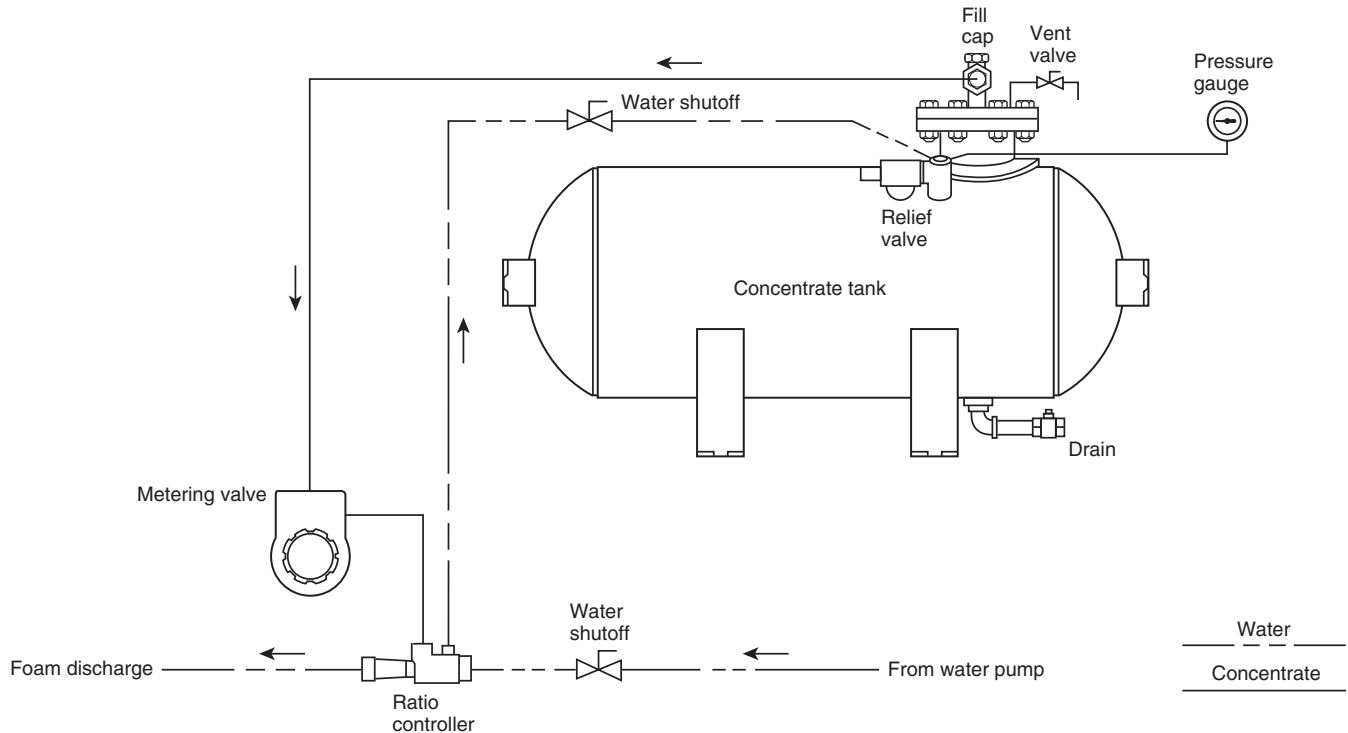 Fill
cap
Vent
valve
Pressure
gauge
Water shutoff
Relief
valve
Concentrate tank
Drain
Metering valve
Water
shutoff
Foam discharge
From water pump
Ratio
controller
Water
Concentrate